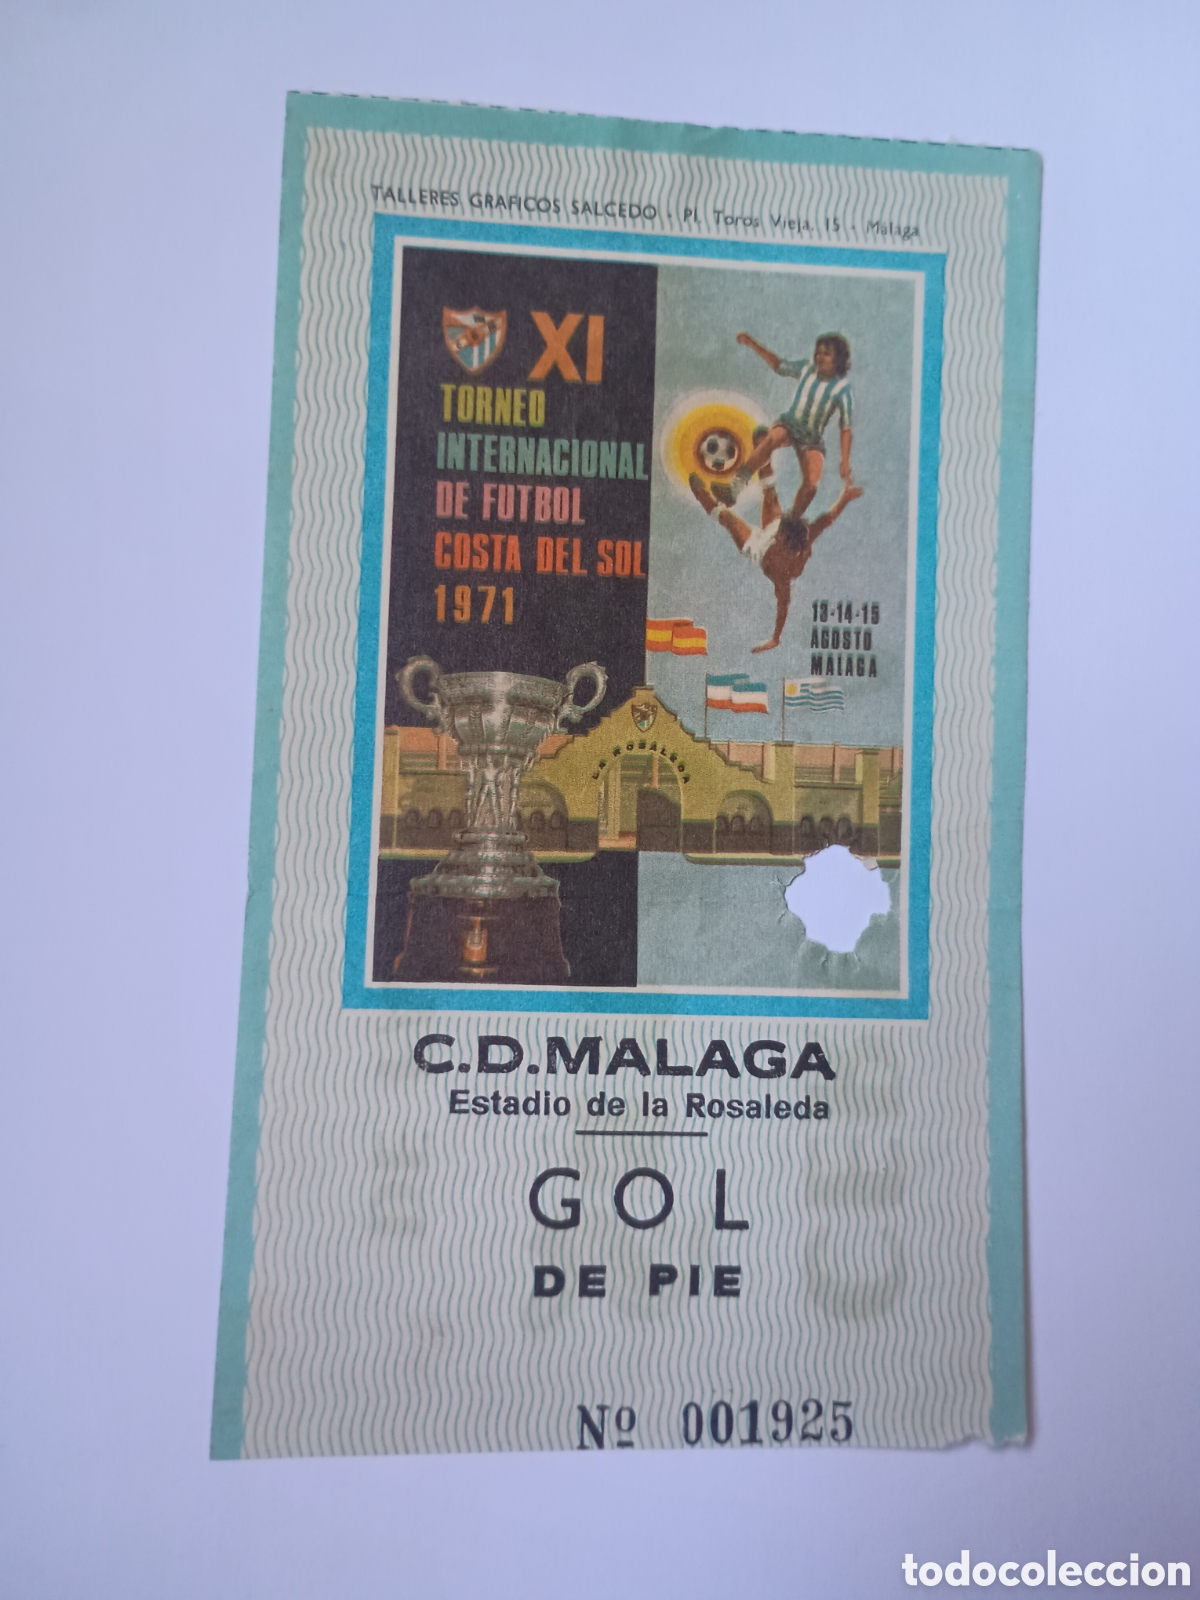 TALLERES GRAFICOS SALCEDO - Pl. Toros Vieja, 15 - Malaga
XI
TORNEO
INTERNACIONAL
DE FUTBOL
COSTA DEL SOL
1971
13-14-15
AGOSTO
MALAGA
LA ROSALEDA
C.D.MALAGA
Estadio de la Rosaleda
GOL
DE PIE
Nº 001925
todocoleccion